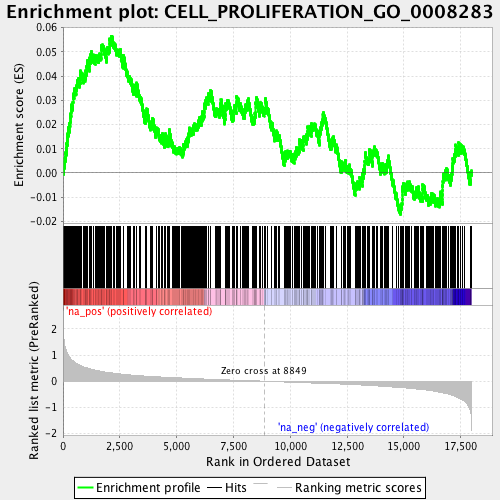 Enrichment plot: CELL_PROLIFERATION_GO_0008283
Enrichment score (ES)
0.06
0.05
0.04
0.03
0.02
0.01
0.00
-0.01
-0.02
'na_pos' (positively correlated)
Ranked list metric (PreRanked)
2
1
0
-1
-2
Zero cross at 8849
'na_neg' (negatively correlated)
0
2,500
5,000
7,500
10,000
12,500
15,000
17,500
Rank in Ordered Dataset
Enrichment profile
Hits
Ranking metric scores